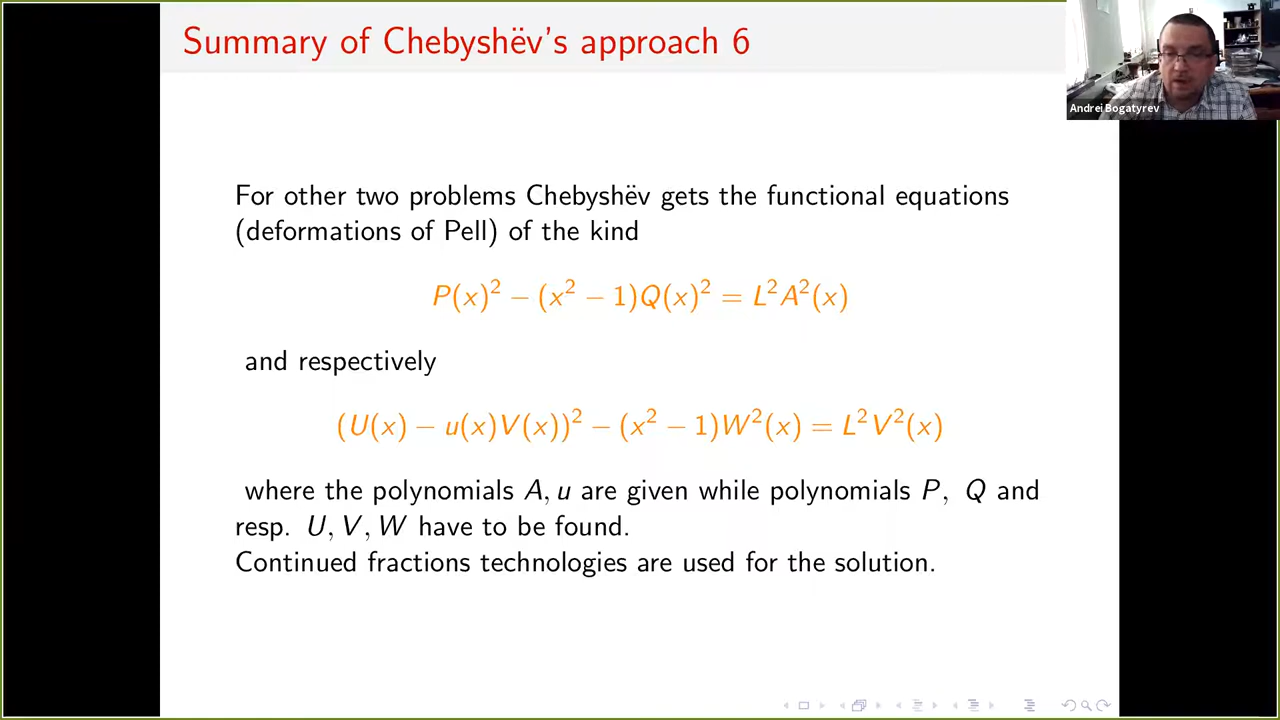 Summary of Chebyshëv's approach 6
Andrei Bogatyrev
For other two problems Chebyshëv gets the functional equations
(deformations of Pell) of the kind
P(x)² − (x² − 1)Q(x)² = L²A²(x)
and respectively
(U(x) − u(x)V(x))² − (x² − 1)W²(x) = L²V²(x)
where the polynomials A, u are given while polynomials P, Q and
resp. U, V, W have to be found.
Continued fractions technologies are used for the solution.